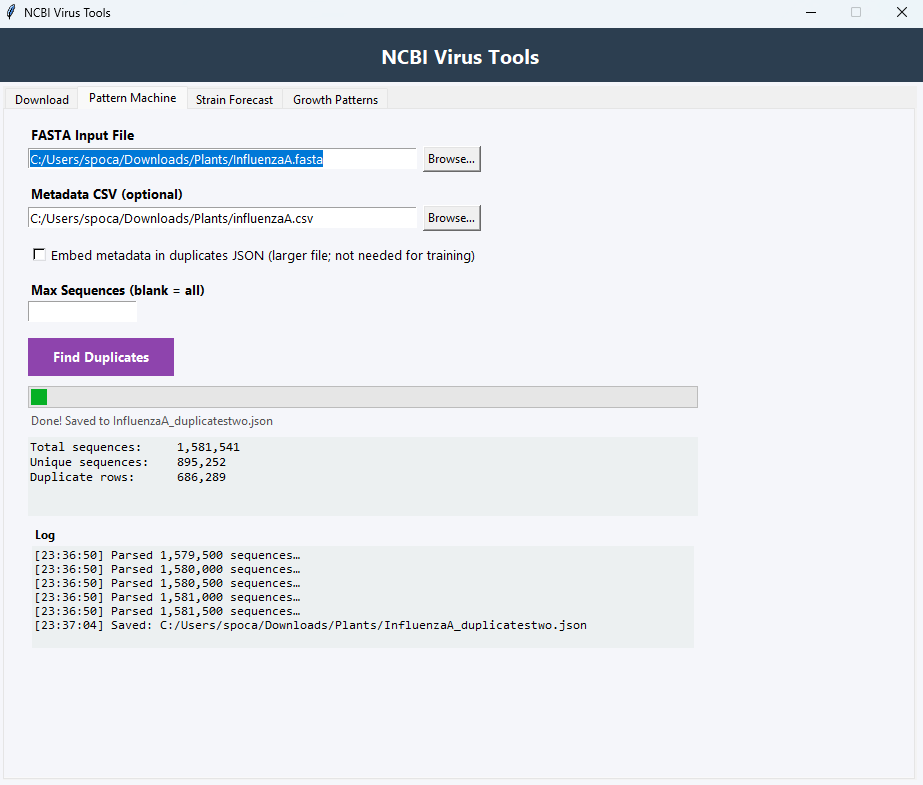 NCBI Virus Tools
NCBI Virus Tools
Download Pattern Machine Strain Forecast Growth Patterns
FASTA Input File
C:/Users/spoca/Downloads/Plants/InfluenzaA.fasta Browse...
Metadata CSV (optional)
C:/Users/spoca/Downloads/Plants/influenzaA.csv Browse...
Embed metadata in duplicates JSON (larger file; not needed for training)
Max Sequences (blank = all)
Find Duplicates
Done! Saved to InfluenzaA_duplicatestwo.json
Total sequences: 1,581,541
Unique sequences: 895,252
Duplicate rows: 686,289
Log
[23:36:50] Parsed 1,579,500 sequences…
[23:36:50] Parsed 1,580,000 sequences…
[23:36:50] Parsed 1,580,500 sequences…
[23:36:50] Parsed 1,581,000 sequences…
[23:36:50] Parsed 1,581,500 sequences…
[23:37:04] Saved: C:/Users/spoca/Downloads/Plants/InfluenzaA_duplicatestwo.json